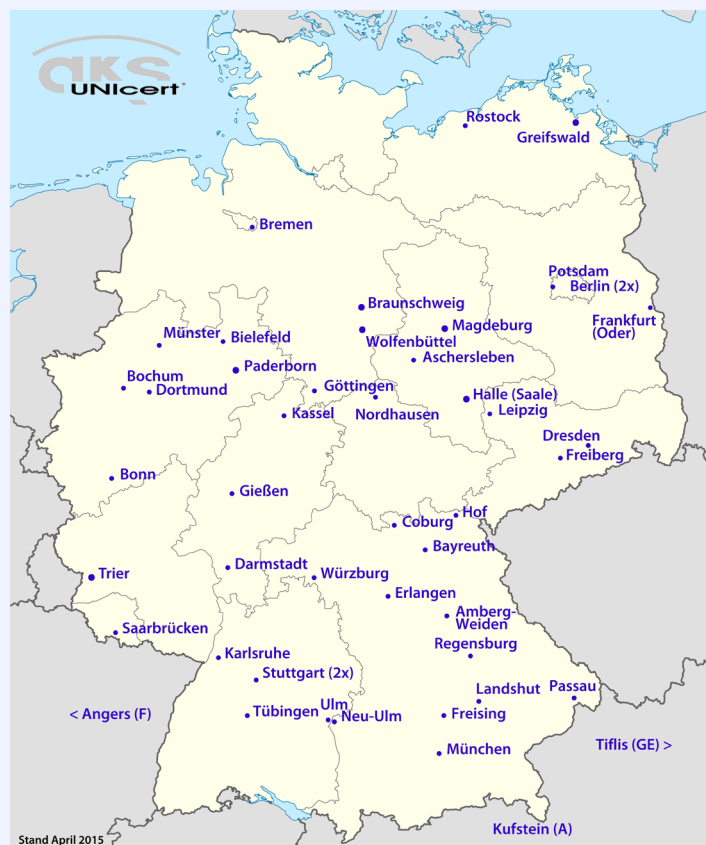 aks
UNIcert®
Rostock
Greifswald
Bremen
Potsdam
Berlin (2x)
Braunschweig
Frankfurt
(Oder)
Magdeburg
Münster
Bielefeld
Wolfenbüttel
Aschersleben
Paderborn
Bochum
Dortmund
Göttingen
Halle (Saale)
Kassel
Nordhausen
Leipzig
Dresden
Freiberg
Bonn
Gießen
Hof
Coburg
Bayreuth
Darmstadt
Trier
Würzburg
Erlangen
Amberg-
Weiden
Saarbrücken
Regensburg
Karlsruhe
Stuttgart (2x)
Landshut
Passau
Ulm
< Angers (F)
Tübingen
Neu-Ulm
Freising
Tiflis (GE) >
München
Kufstein (A)
Stand April 2015